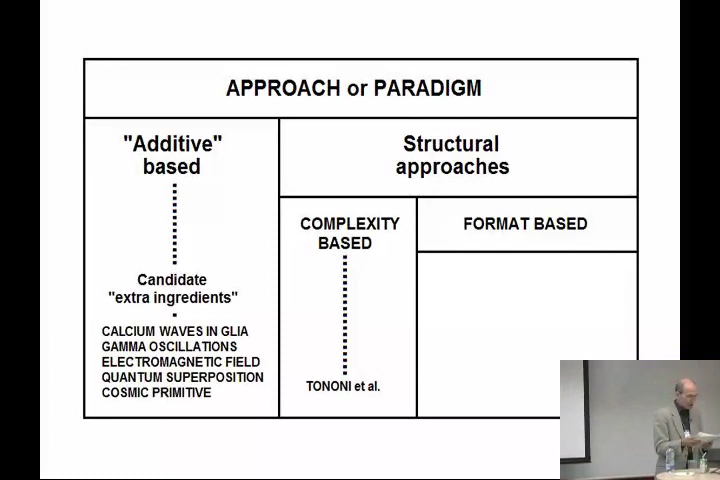 APPROACH or PARADIGM
"Additive"
based
Structural
approaches
COMPLEXITY
BASED
FORMAT BASED
Candidate
"extra ingredients"
CALCIUM WAVES IN GLIA
GAMMA OSCILLATIONS
ELECTROMAGNETIC FIELD
QUANTUM SUPERPOSITION
COSMIC PRIMITIVE
TONONI et al.